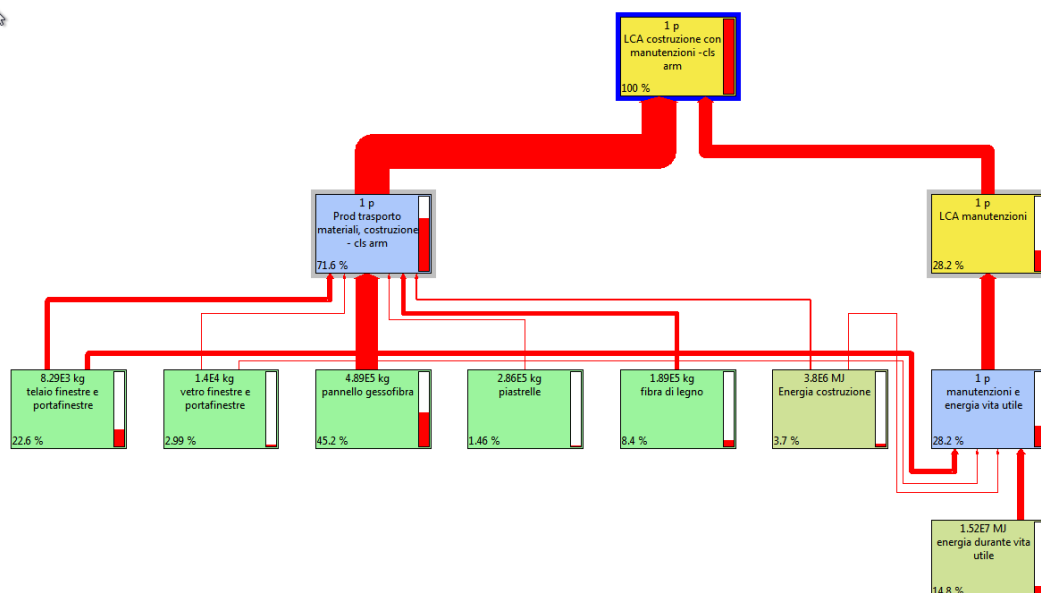 1 p
LCA costruzione con
manutenzioni -cls
arm
100 %
1 p
Prod trasporto
materiali, costruzione
- cls arm
71.6 %
1 p
LCA manutenzioni
28.2 %
8.29E3 kg
telaio finestre e
portafinestre
22.6 %
1.4E4 kg
vetro finestre e
portafinestre
2.99 %
4.89E5 kg
pannello gessofibra
45.2 %
2.86E5 kg
piastrelle
1.46 %
1.89E5 kg
fibra di legno
8.4 %
3.8E6 MJ
Energia costruzione
3.7 %
1 p
manutenzioni e
energia vita utile
28.2 %
1.52E7 MJ
energia durante vita
utile
14.8 %